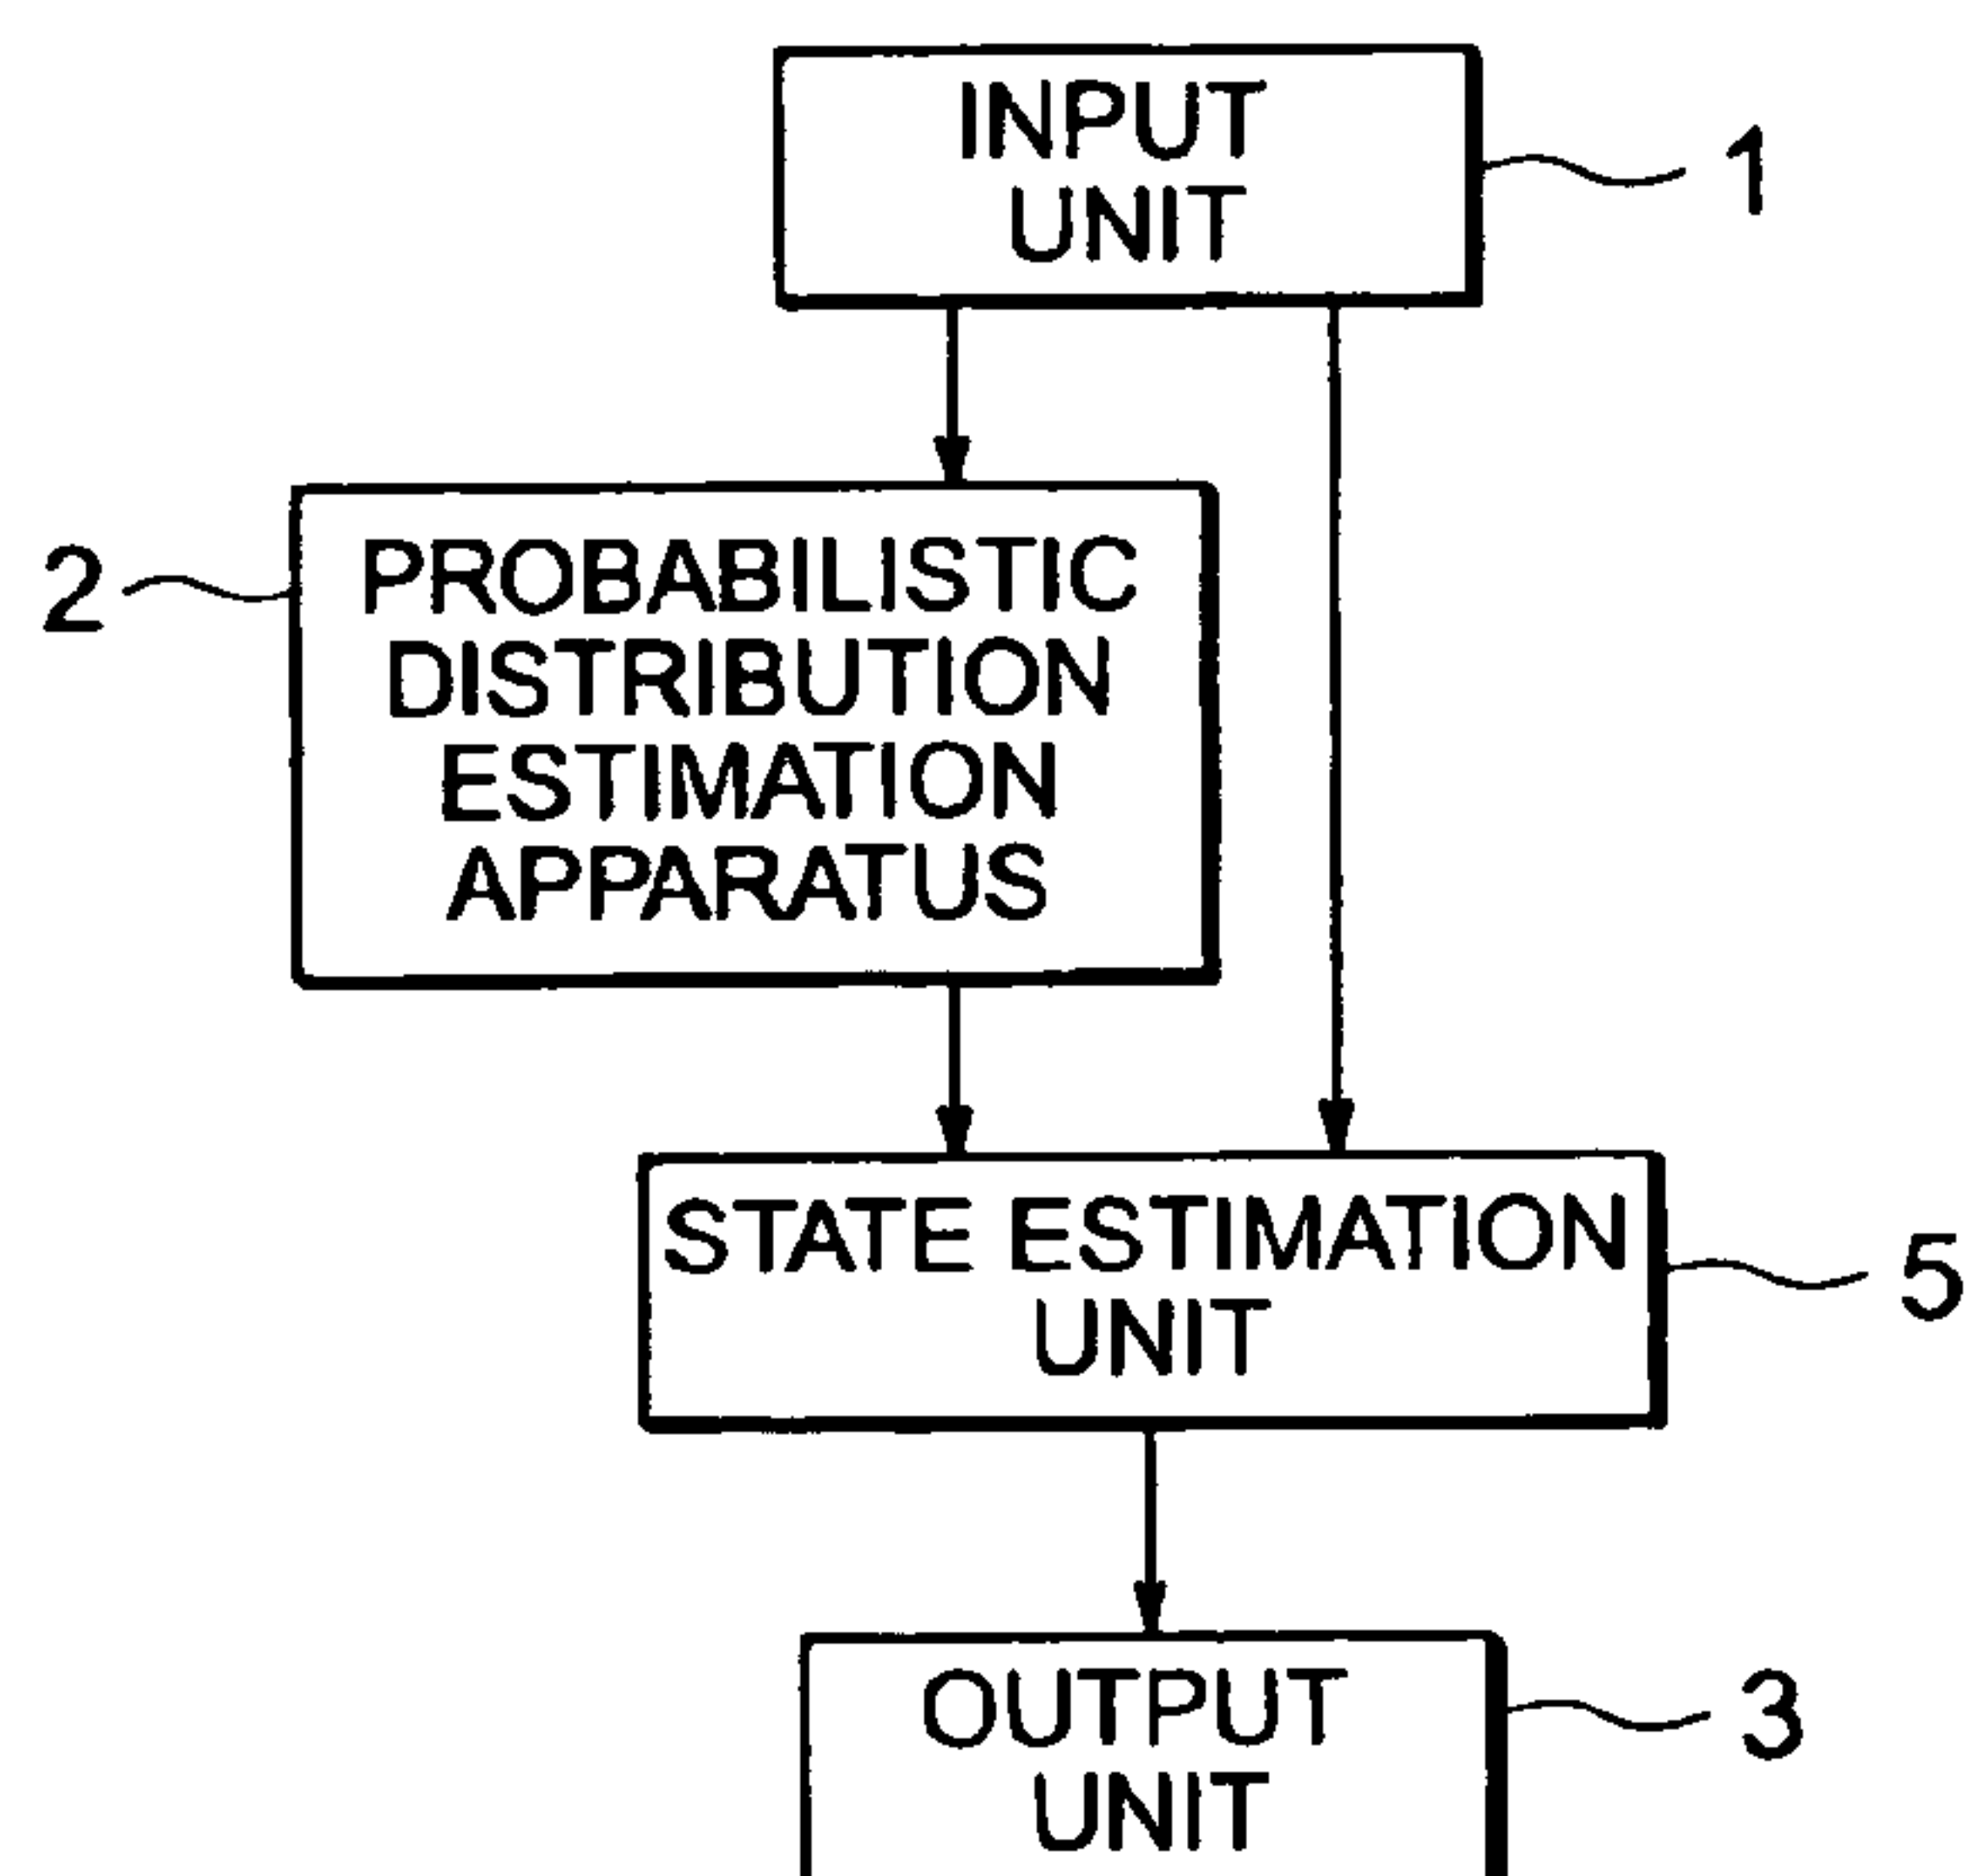 INPUT
UNIT
1
2
PROBABILISTIC
DISTRIBUTION
ESTIMATION
APPARATUS
STATE ESTIMATION
UNIT
5
OUTPUT
UNIT
3